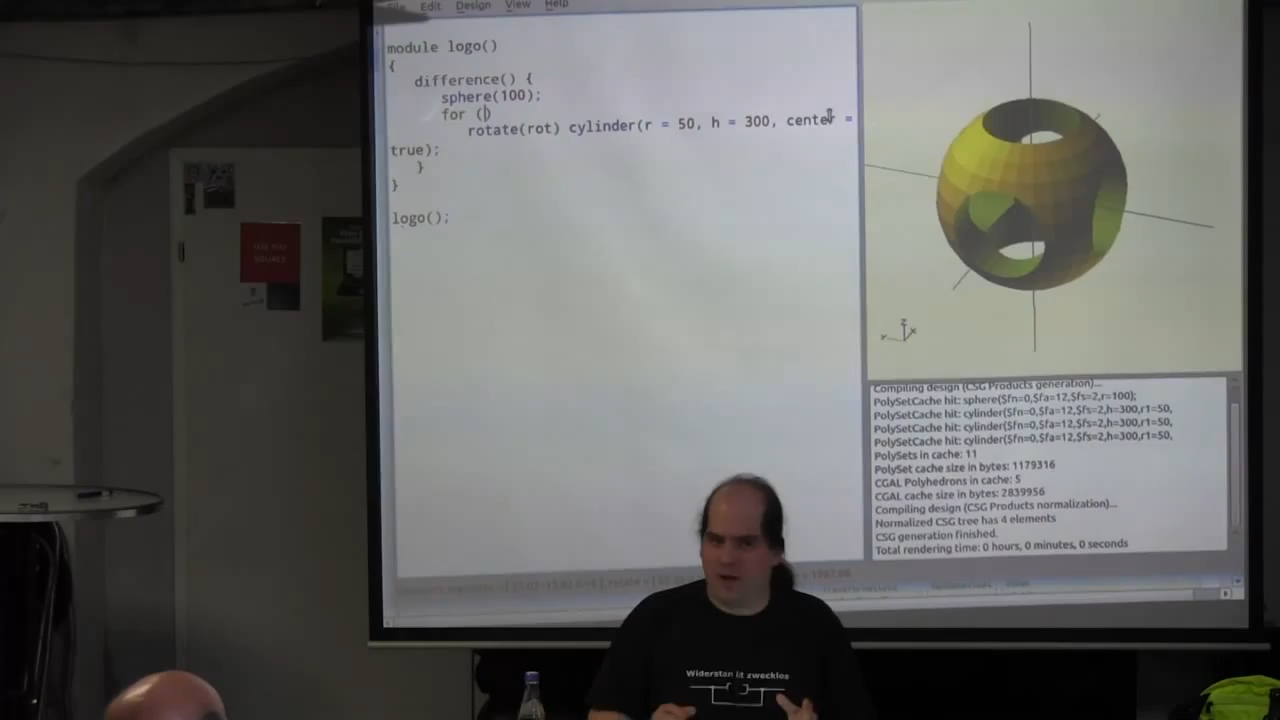 File Edit Design View Help
module logo()
{
difference() {
sphere(100);
for ()
rotate(rot) cylinder(r = 50, h = 300, center =
true);
}
}
logo();
Compiling design (CSG Products generation)...
PolySetCache hit: sphere($fn=0,$fa=12,$fs=2,r=100);
PolySetCache hit: cylinder($fn=0,$fa=12,$fs=2,h=300,r1=50,
PolySetCache hit: cylinder($fn=0,$fa=12,$fs=2,h=300,r1=50,
PolySetCache hit: cylinder($fn=0,$fa=12,$fs=2,h=300,r1=50,
PolySets in cache: 11
PolySet cache size in bytes: 1179316
CGAL Polyhedrons in cache: 5
CGAL cache size in bytes: 2839956
Compiling design (CSG Products normalization)...
Normalized CSG tree has 4 elements
CSG generation finished.
Total rendering time: 0 hours, 0 minutes, 0 seconds
USE THE
SOURCE
Z
Y X
Widerstan ist zwecklos